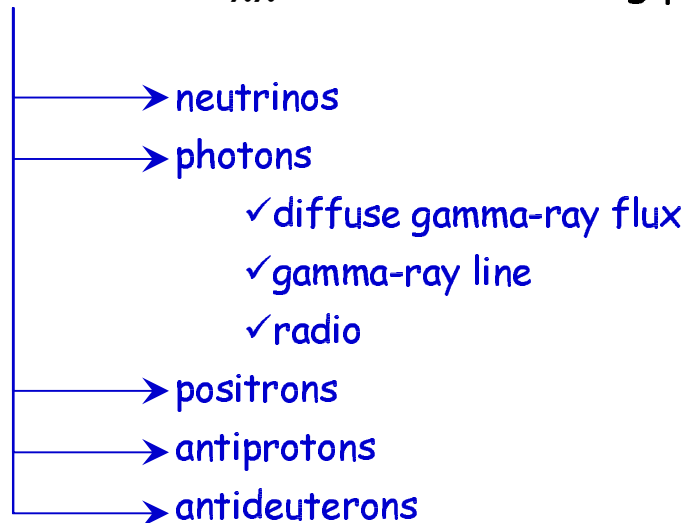 neutrinos
photons
✓diffuse gamma-ray flux
✓gamma-ray line
✓radio
positrons
antiprotons
antideuterons